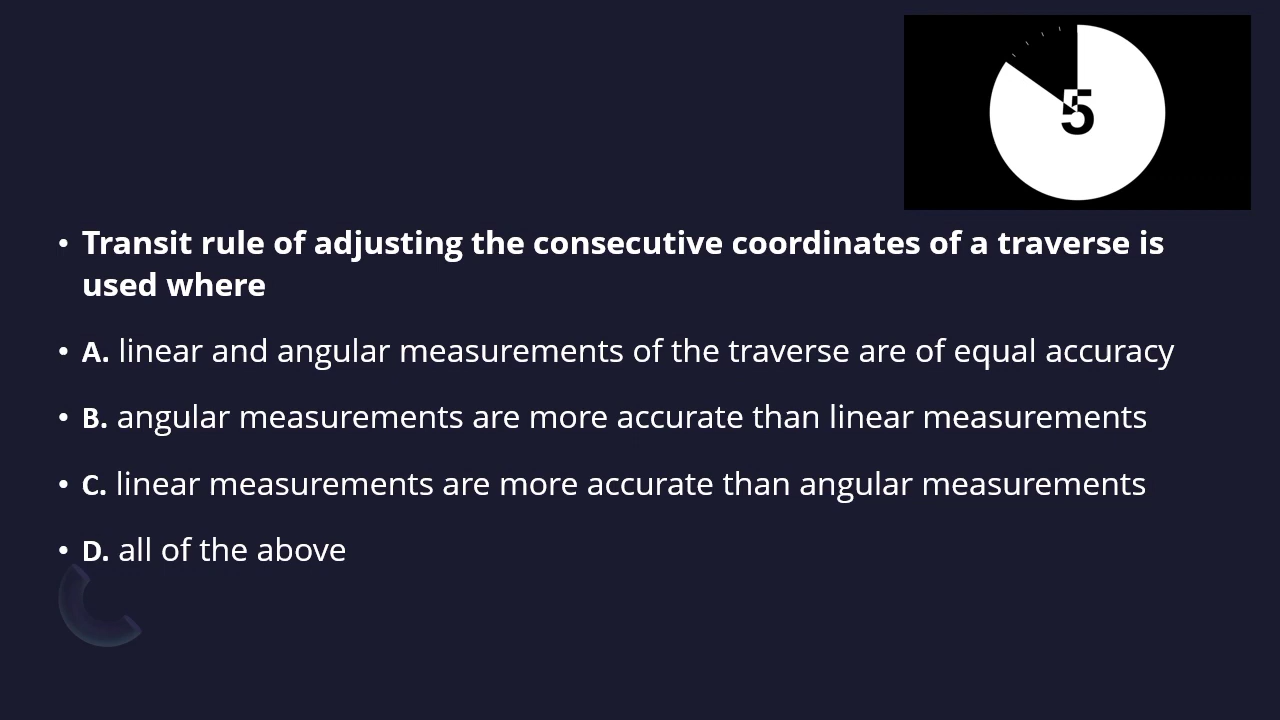 5
• Transit rule of adjusting the consecutive coordinates of a traverse is
used where
• A. linear and angular measurements of the traverse are of equal accuracy
• B. angular measurements are more accurate than linear measurements
• C. linear measurements are more accurate than angular measurements
• D. all of the above